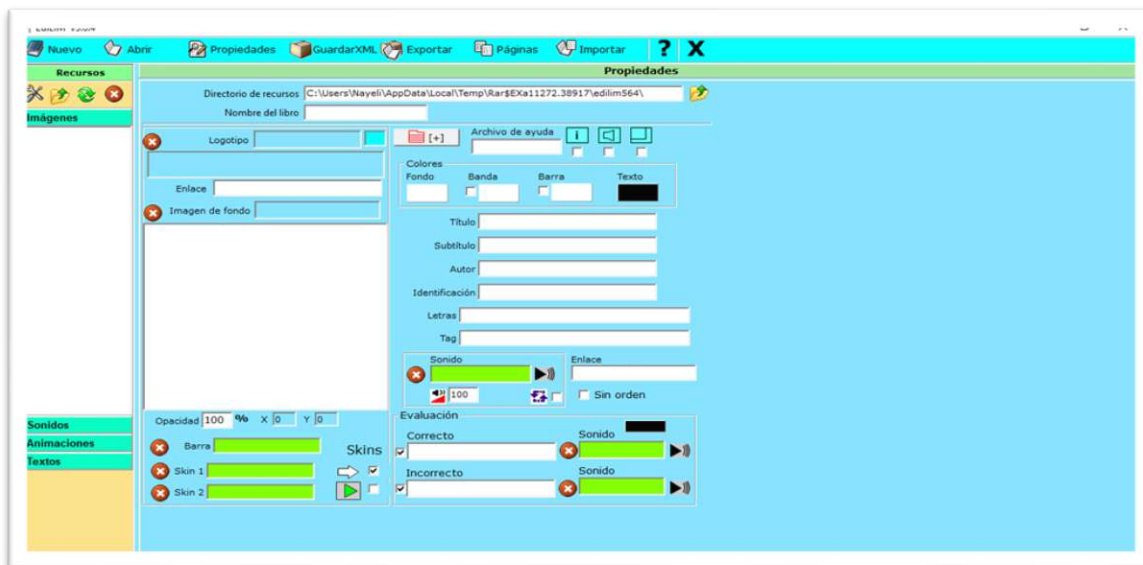 Nuevo Abrir Propiedades GuardarXML Exportar Páginas Importar ? X
Recursos
Propiedades
Directorio de recursos C:\Users\Nayeli\AppData\Local\Temp\Rar$EXa11272.38917\edilim564\
Nombre del libro
Imágenes
Logotipo
Enlace
Imagen de fondo
[+] Archivo de ayuda i
Colores
Fondo Banda Barra Texto
Título
Subtítulo
Autor
Identificación
Letras
Tag
Sonido Enlace
100 Sin orden
Opacidad 100 % X 0 Y 0
Barra Skins
Skin 1
Skin 2
Evaluación
Correcto Sonido
Incorrecto Sonido
Sonidos
Animaciones
Textos